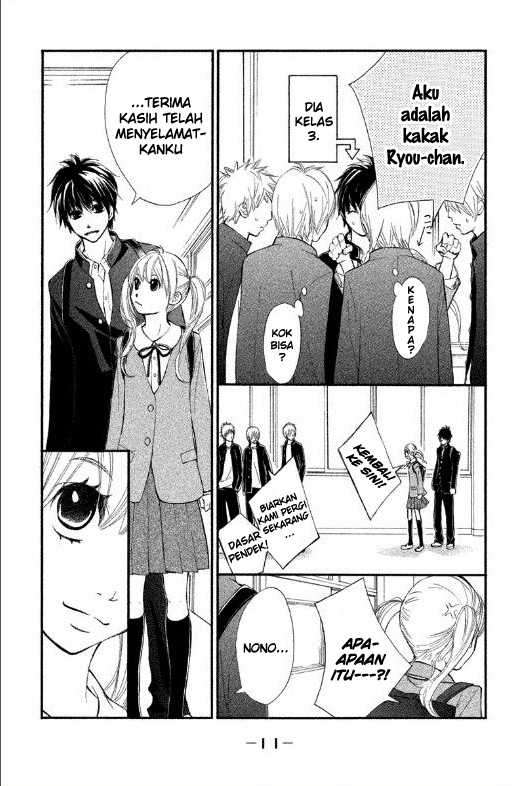 Aku
adalah
kakak
Ryou-chan.
DIA
KELAS
3.
KENAPA?
KOK
BISA
?
KEMBALI
KE SINI!
BIARKAN
KAMI PERGI
SEKARANG
...
DASAR
PENDEK!
APA-
APAAN
ITU---?!
NONO...
...TERIMA
KASIH TELAH
MENYELAMAT-
KANKU
-11-